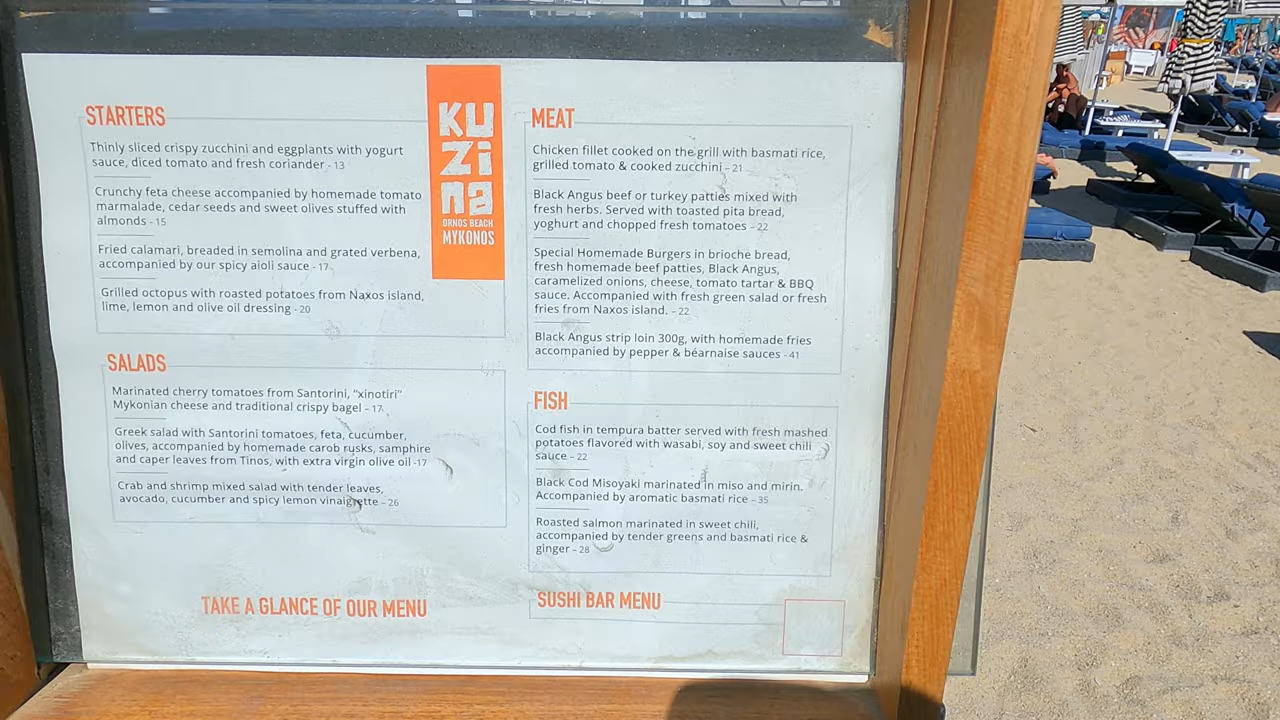 STARTERS
Thinly sliced crispy zucchini and eggplants with yogurt
sauce, diced tomato and fresh coriander - 13
Crunchy feta cheese accompanied by homemade tomato
marmalade, cedar seeds and sweet olives stuffed with
almonds - 15
Fried calamari, breaded in semolina and grated verbena,
accompanied by our spicy aioli sauce - 17
Grilled octopus with roasted potatoes from Naxos island,
lime, lemon and olive oil dressing - 20
KU
Zi
na
ORNOS BEACH
MYKONOS
SALADS
Marinated cherry tomatoes from Santorini, “xinotiri”
Mykonian cheese and traditional crispy bagel – 17
Greek salad with Santorini tomatoes, feta, cucumber,
olives, accompanied by homemade carob rusks, samphire
and caper leaves from Tinos, with extra virgin olive oil -17
Crab and shrimp mixed salad with tender leaves,
avocado, cucumber and spicy lemon vinaigrette – 26
TAKE A GLANCE OF OUR MENU
MEAT
Chicken fillet cooked on the grill with basmati rice,
grilled tomato & cooked zucchini – 21
Black Angus beef or turkey patties mixed with
fresh herbs. Served with toasted pita bread,
yoghurt and chopped fresh tomatoes - 22
Special Homemade Burgers in brioche bread,
fresh homemade beef patties, Black Angus,
caramelized onions, cheese, tomato tartar & BBQ
sauce. Accompanied with fresh green salad or fresh
fries from Naxos island. - 22
Black Angus strip loin 300g, with homemade fries
accompanied by pepper & béarnaise sauces - 41
FISH
Cod fish in tempura batter served with fresh mashed
potatoes flavored with wasabi, soy and sweet chili
sauce – 22
Black Cod Misoyaki marinated in miso and mirin.
Accompanied by aromatic basmati rice – 35
Roasted salmon marinated in sweet chili,
accompanied by tender greens and basmati rice &
ginger – 28
SUSHI BAR MENU